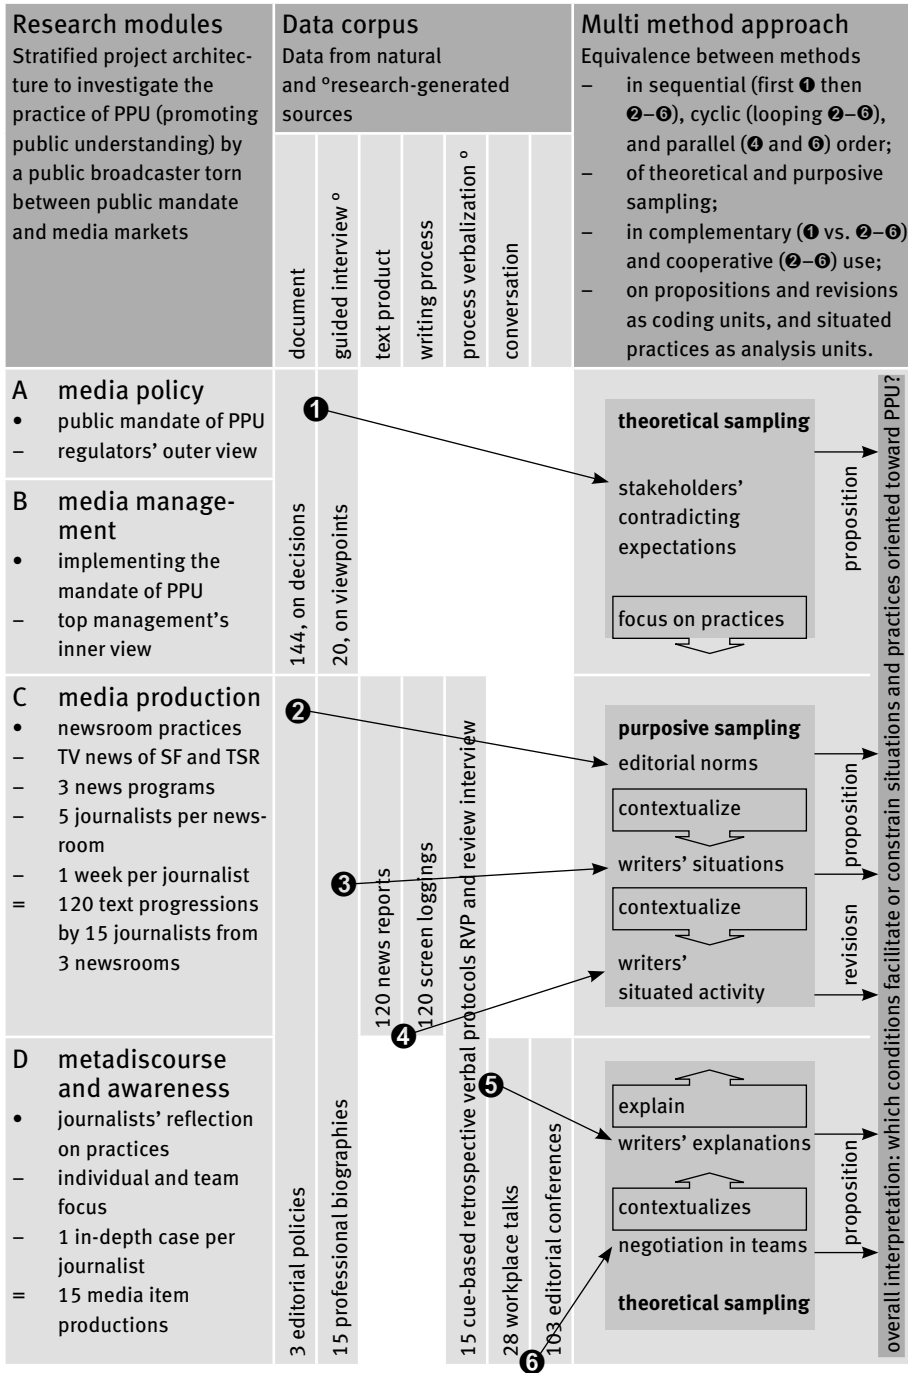 Research modules
Stratified project architec-
ture to investigate the
practice of PPU (promoting
public understanding) by
a public broadcaster torn
between public mandate
and media markets
Data corpus
Data from natural
and °research-generated
sources
document
guided interview °
text product
writing process
process verbalization °
conversation
Multi method approach
Equivalence between methods
– in sequential (first ❶ then
❷–❻), cyclic (looping ❷–❻),
and parallel (❹ and ❻) order;
– of theoretical and purposive
sampling;
– in complementary (❶ vs. ❷–❻)
and cooperative (❷–❻) use;
– on propositions and revisions
as coding units, and situated
practices as analysis units.
A media policy
• public mandate of PPU
– regulators’ outer view
B media manage-
ment
• implementing the
mandate of PPU
– top management’s
inner view
144, on decisions
20, on viewpoints
❶
theoretical sampling
stakeholders’
contradicting
expectations
focus on practices
proposition
C media production
• newsroom practices
– TV news of SF and TSR
– 3 news programs
– 5 journalists per news-
room
– 1 week per journalist
= 120 text progressions
by 15 journalists from
3 newsrooms
❷
❸
❹
120 news reports
120 screen loggings
purposive sampling
editorial norms
contextualize
writers’ situations
contextualize
writers’
situated activity
proposition
revisiosn
D metadiscourse
and awareness
• journalists’ reflection
on practices
– individual and team
focus
– 1 in-depth case per
journalist
= 15 media item
productions
3 editorial policies
15 professional biographies
15 cue-based retrospective verbal protocols RVP and review interview
28 workplace talks
103 editorial conferences
❺
❻
explain
writers’ explanations
contextualizes
negotiation in teams
theoretical sampling
proposition
overall interpretation: which conditions facilitate or constrain situations and practices oriented toward PPU?